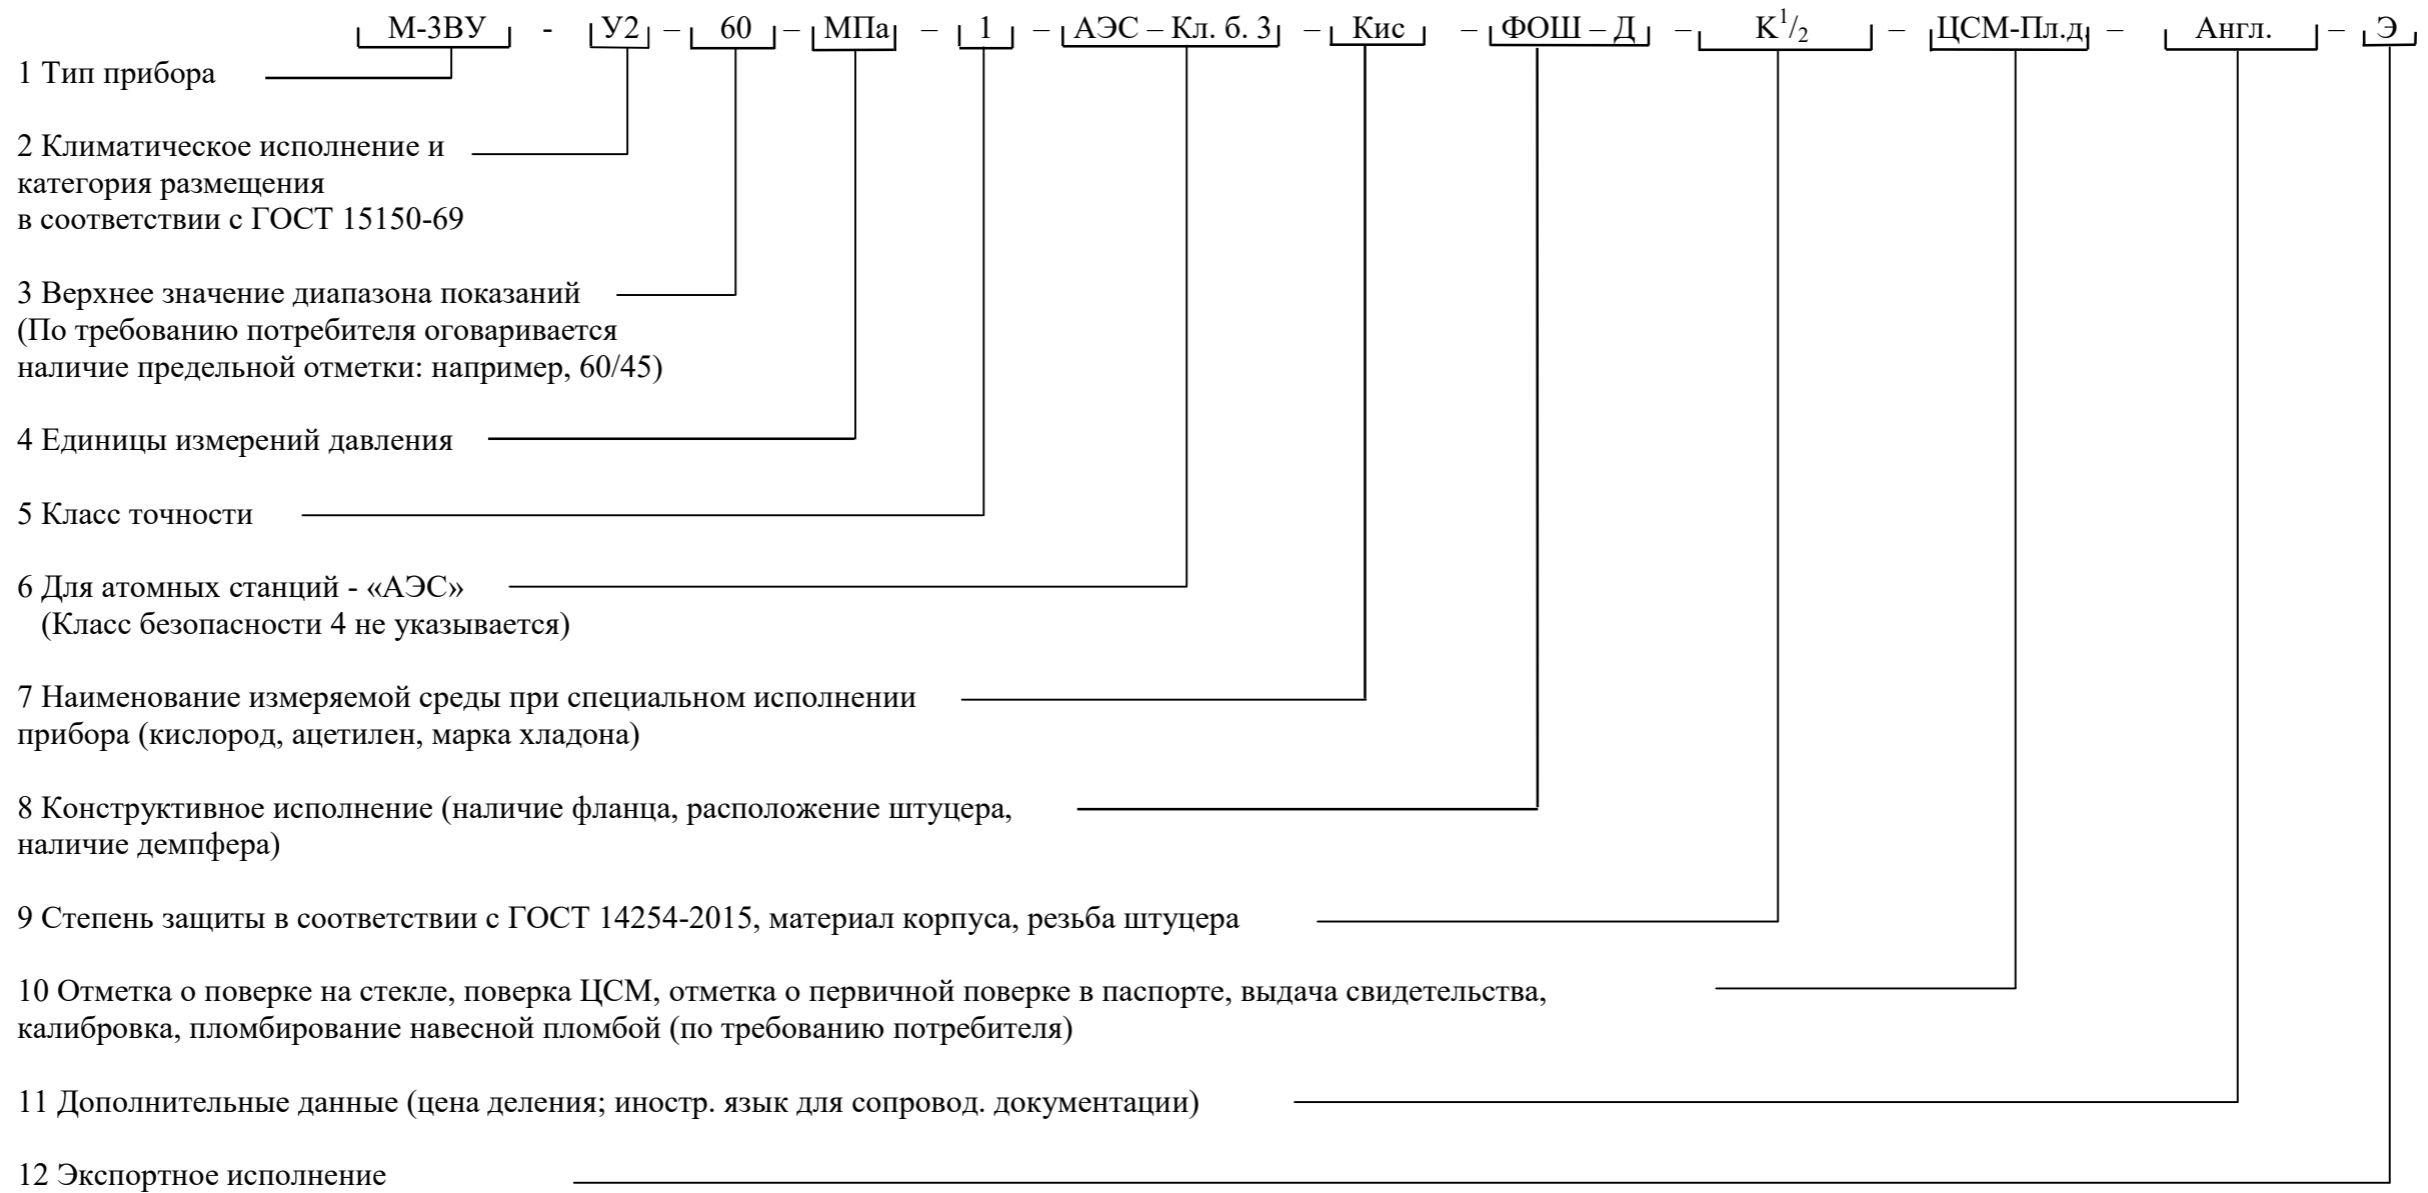 М-3ВУ - У2 – 60 – МПа – 1 – АЭС – Кл. б. 3 – Кис – ФОШ – Д – К¹/₂ – ЦСМ-Пл.д. – Англ. – Э
1 Тип прибора
2 Климатическое исполнение и
категория размещения
в соответствии с ГОСТ 15150-69
3 Верхнее значение диапазона показаний
(По требованию потребителя оговаривается
наличие предельной отметки: например, 60/45)
4 Единицы измерений давления
5 Класс точности
6 Для атомных станций - «АЭС»
(Класс безопасности 4 не указывается)
7 Наименование измеряемой среды при специальном исполнении
прибора (кислород, ацетилен, марка хладона)
8 Конструктивное исполнение (наличие фланца, расположение штуцера,
наличие демпфера)
9 Степень защиты в соответствии с ГОСТ 14254-2015, материал корпуса, резьба штуцера
10 Отметка о поверке на стекле, поверка ЦСМ, отметка о первичной поверке в паспорте, выдача свидетельства,
калибровка, пломбирование навесной пломбой (по требованию потребителя)
11 Дополнительные данные (цена деления; иностр. язык для сопровод. документации)
12 Экспортное исполнение